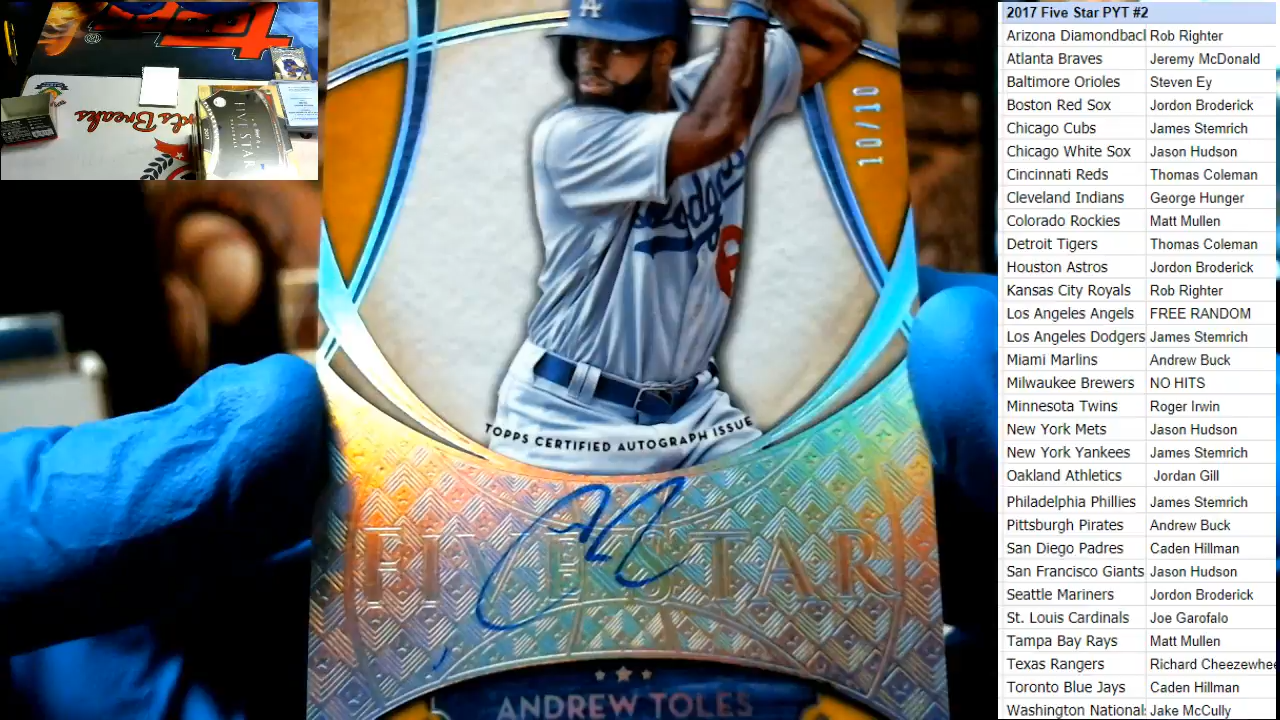 2017 Five Star PYT #2
Arizona Diamondbacl Rob Righter
Atlanta Braves Jeremy McDonald
Baltimore Orioles Steven Ey
Boston Red Sox Jordon Broderick
Chicago Cubs James Stemrich
Chicago White Sox Jason Hudson
Cincinnati Reds Thomas Coleman
Cleveland Indians George Hunger
Colorado Rockies Matt Mullen
Detroit Tigers Thomas Coleman
Houston Astros Jordon Broderick
Kansas City Royals Rob Righter
Los Angeles Angels FREE RANDOM
Los Angeles Dodgers James Stemrich
Miami Marlins Andrew Buck
Milwaukee Brewers NO HITS
Minnesota Twins Roger Irwin
New York Mets Jason Hudson
New York Yankees James Stemrich
Oakland Athletics Jordan Gill
Philadelphia Phillies James Stemrich
Pittsburgh Pirates Andrew Buck
San Diego Padres Caden Hillman
San Francisco Giants Jason Hudson
Seattle Mariners Jordon Broderick
St. Louis Cardinals Joe Garofalo
Tampa Bay Rays Matt Mullen
Texas Rangers Richard Cheezewhe
Toronto Blue Jays Caden Hillman
Washington National Jake McCully
LA
10/10
Dodgers
6
TOPPS CERTIFIED AUTOGRAPH ISSUE
FIVE STAR
ANDREW TOLES
Breaks
FIVE STAR